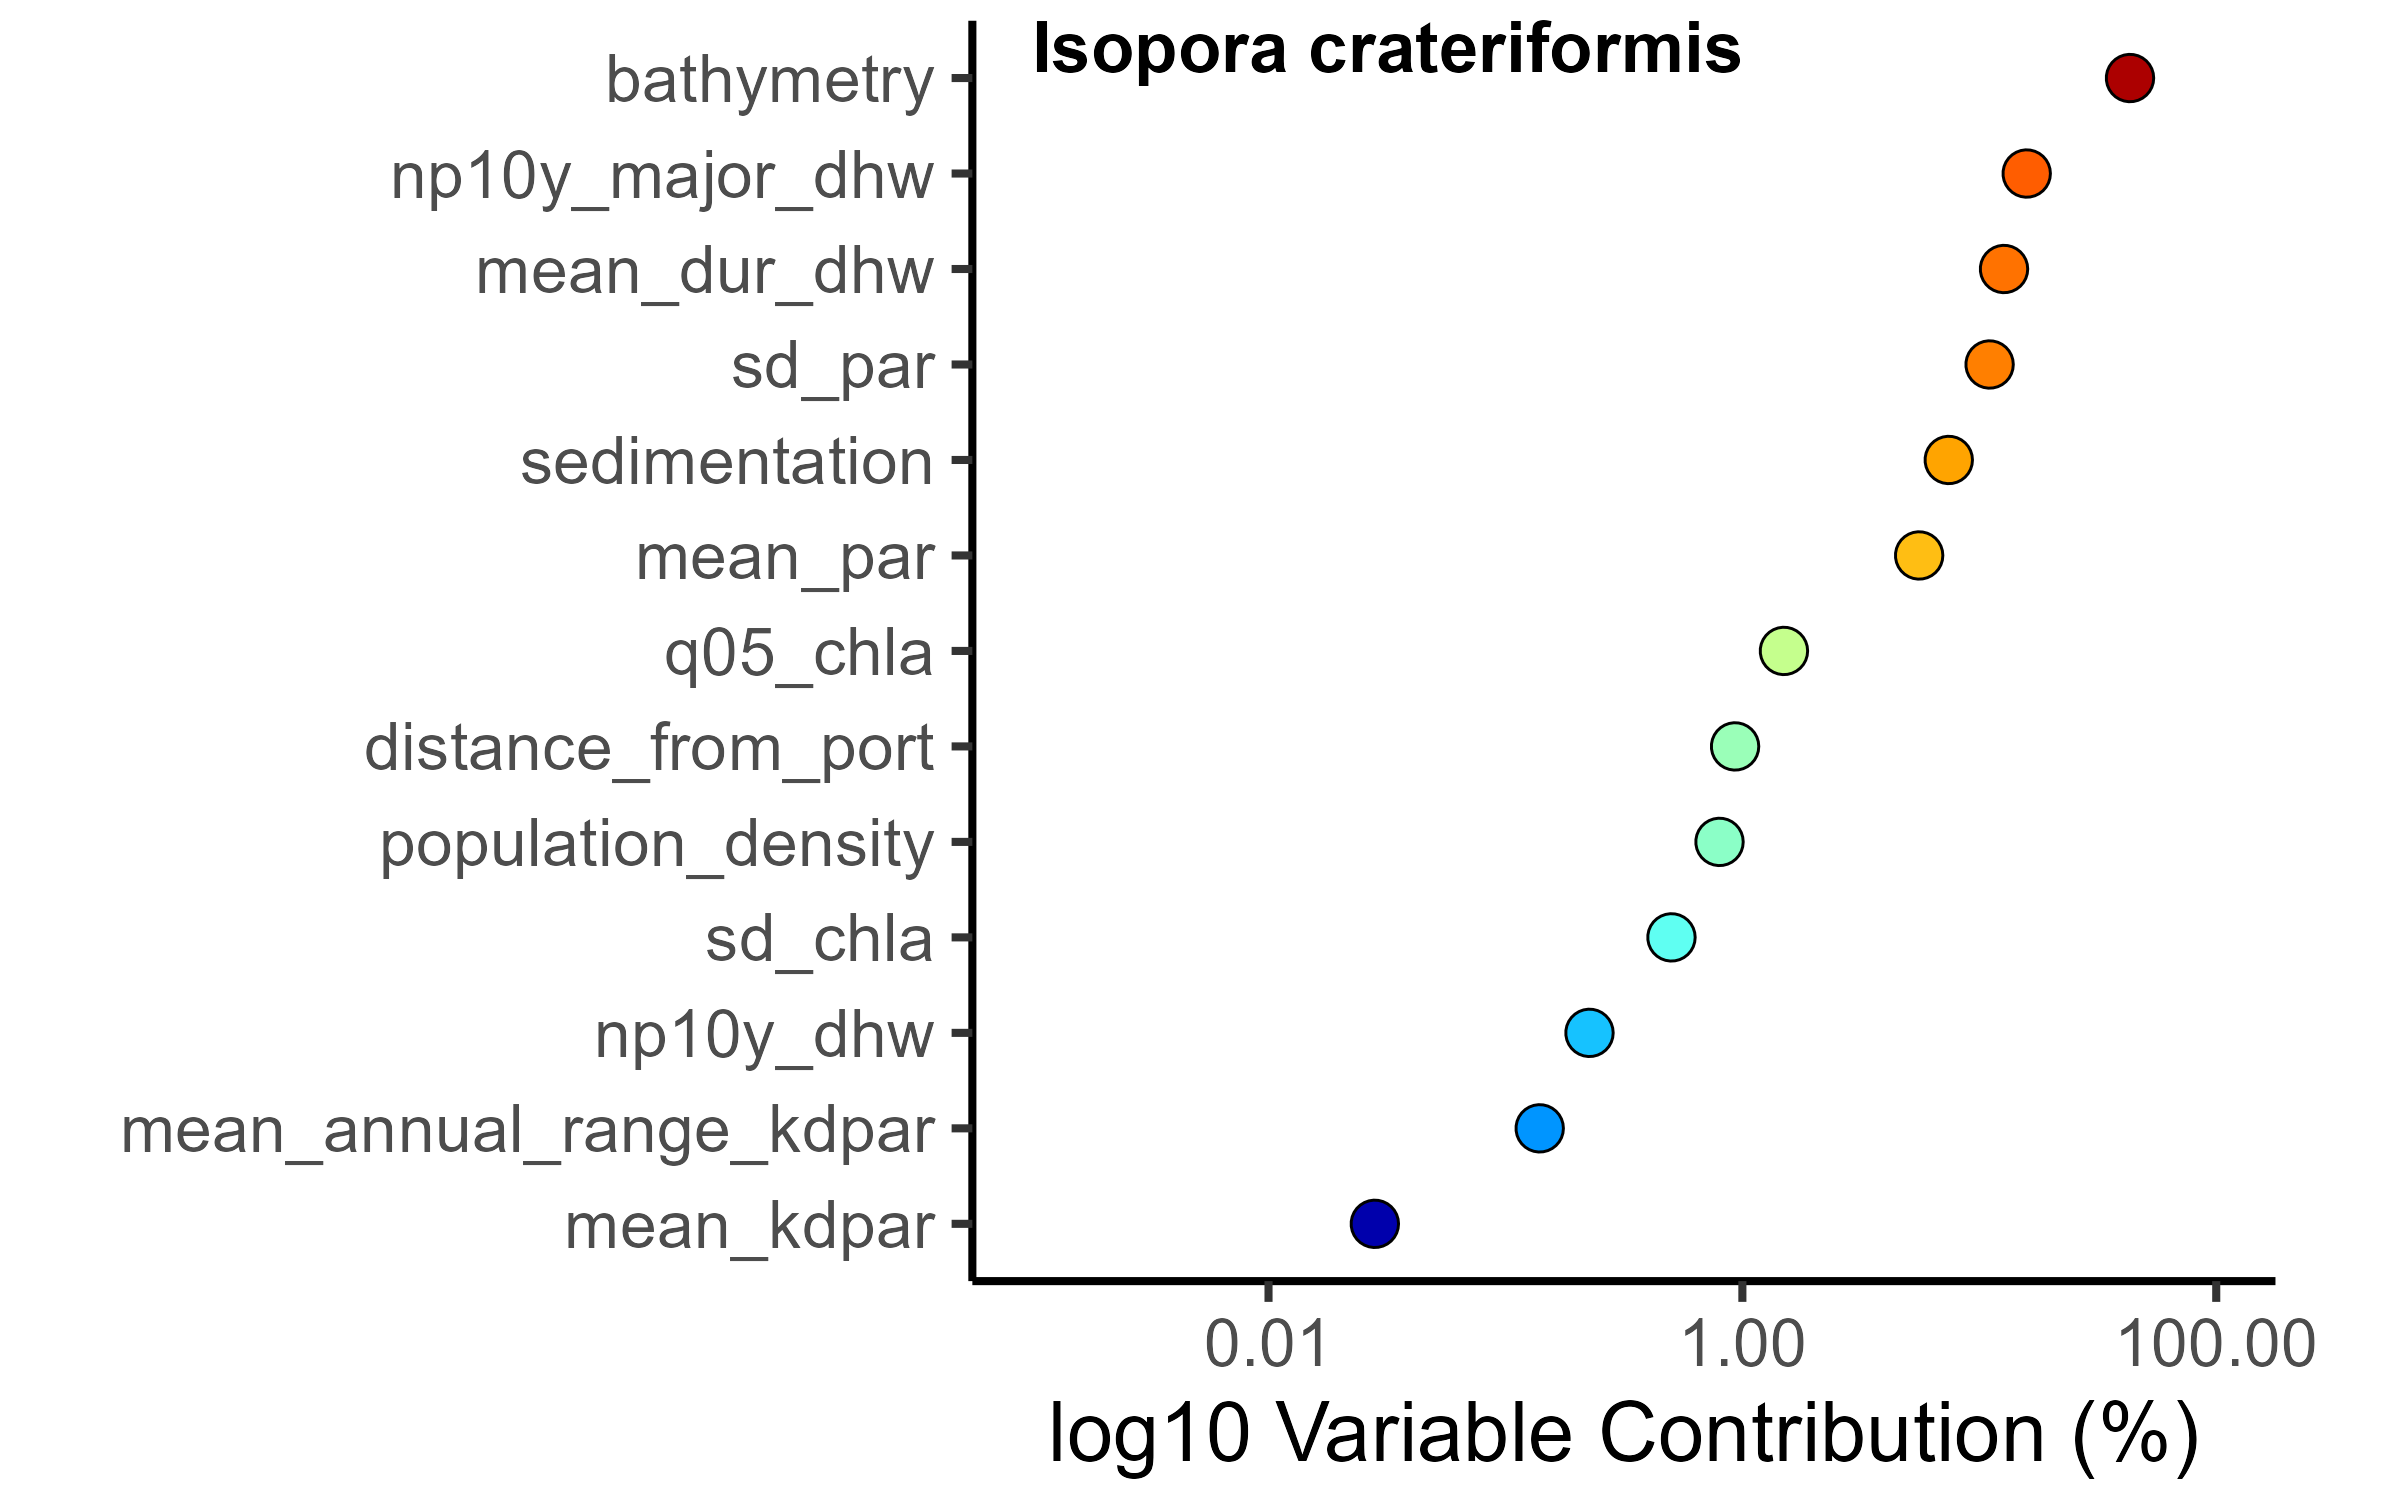 Isopora crateriformis
bathymetry
np10y_major_dhw
mean_dur_dhw
sd_par
sedimentation
mean_par
q05_chla
distance_from_port
population_density
sd_chla
np10y_dhw
mean_annual_range_kdpar
mean_kdpar
0.01 1.00 100.00
log10 Variable Contribution (%)